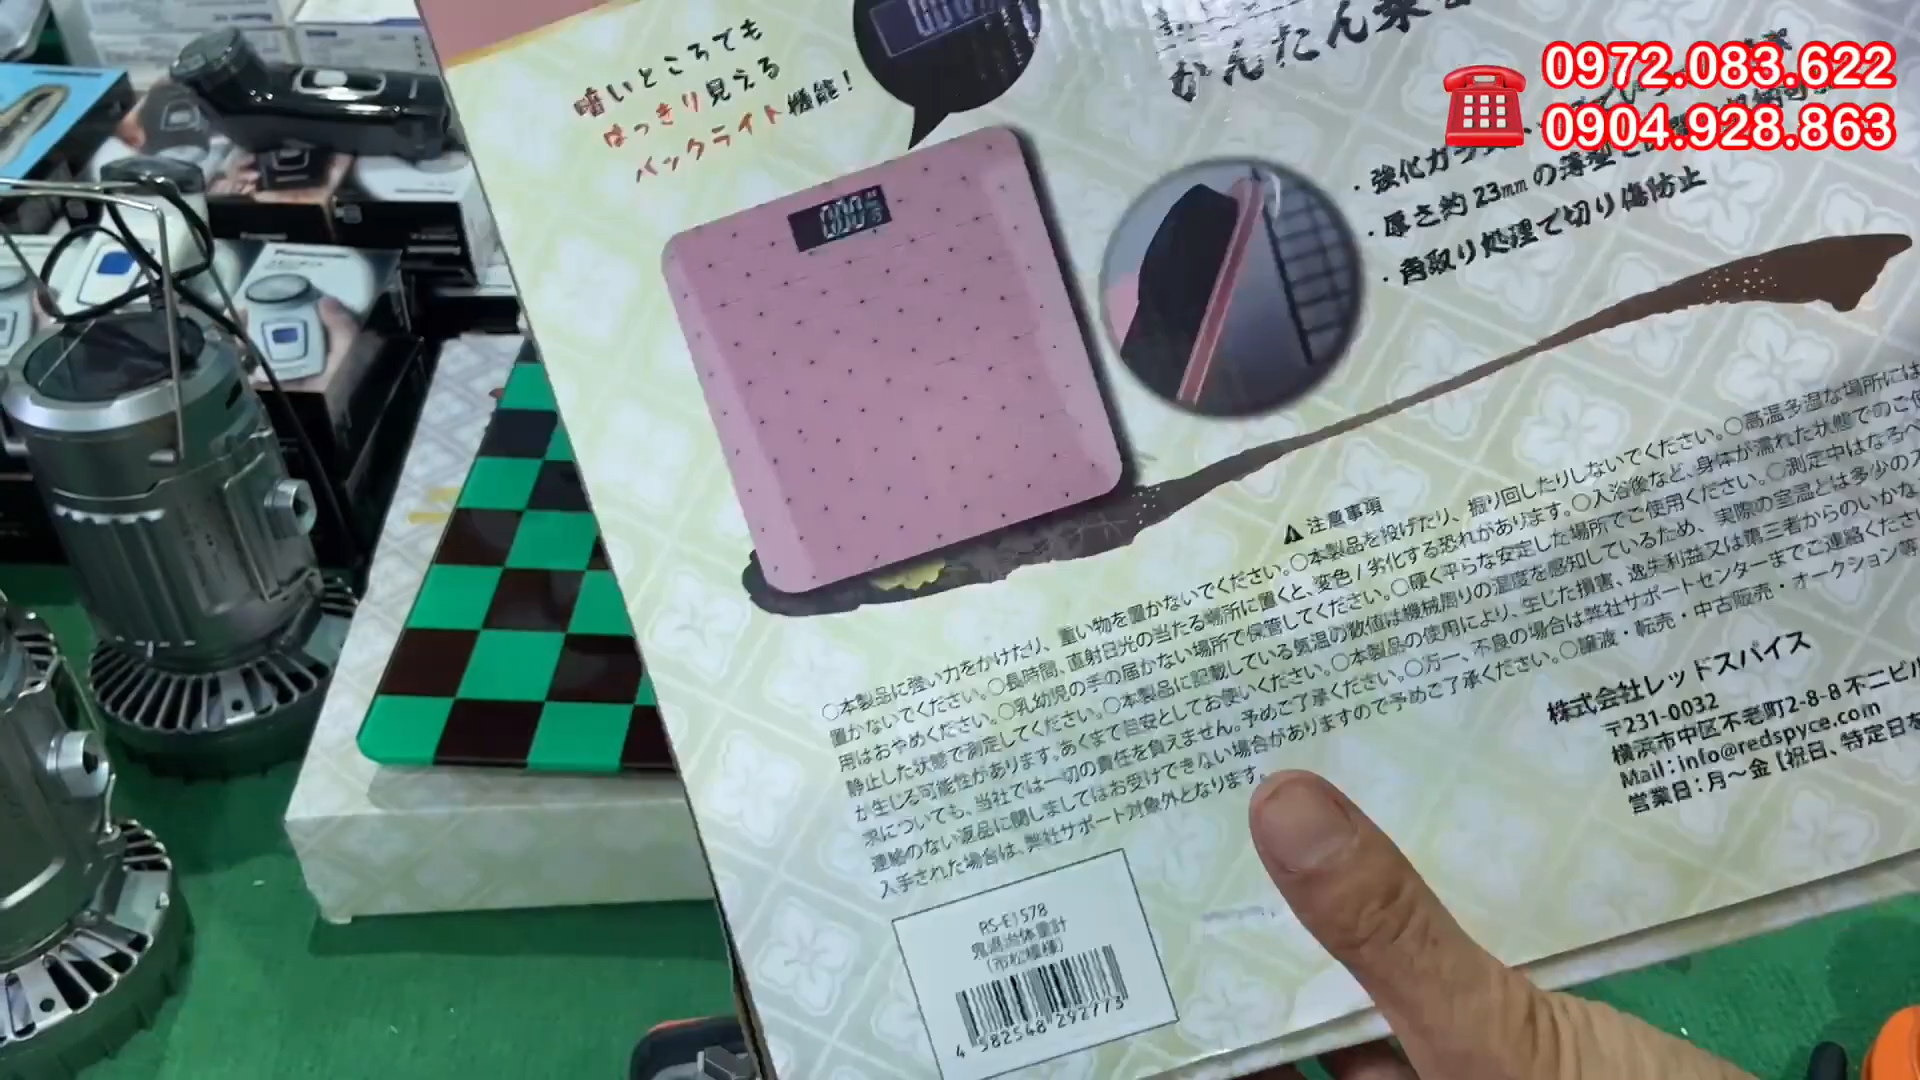 0972.083.622
0904.928.863
暗いところでも
はっきり見える
バックライト機能！
かんたん
・強化ガラス
・厚さ約23mmの薄型
・角取り処理で切り傷防止
⚠注意事項
○本製品に強い力をかけたり、重い物を置かないでください。○本製品を投げたり、掘り回したりしないでください。○高温多湿な場所には
置かないでください。○長時間、直射日光の当たる場所に置くと、変色/劣化する恐れがあります。○入浴後など、身体が濡れた状態でのご使
用はおやめください。○乳幼児の手の届かない場所で保管してください。○硬く平らな安定した場所でご使用ください。○測定中はなるべ
静止した状態で測定してください。○本製品に記載している気温の数値は機械周りの温度を感知しているため、実際の室温とは多少のズ
が生じる可能性があります。あくまで目安としてお使いください。○本製品の使用により、生じた損害、逸失利益又は第三者からのいかな
求についても、当社では一切の責任を負えません。予めご了承ください。○万一、不良の場合は弊社サポートセンターまでご連絡くださ
連絡のない返品に関しましてはお受けできない場合がありますので予めご了承ください。○譲渡・転売・中古販売・オークション等
入手された場合は、弊社サポート対象外となります。
株式会社レッドスパイス
〒231-0032
横浜市中区不老町2-8-8 不二ビル
Mail：info@redspyce.com
営業日：月～金【祝日、特定日を
RS-E1578
鬼滅治体重計
(市松模様)
4 582548 292773